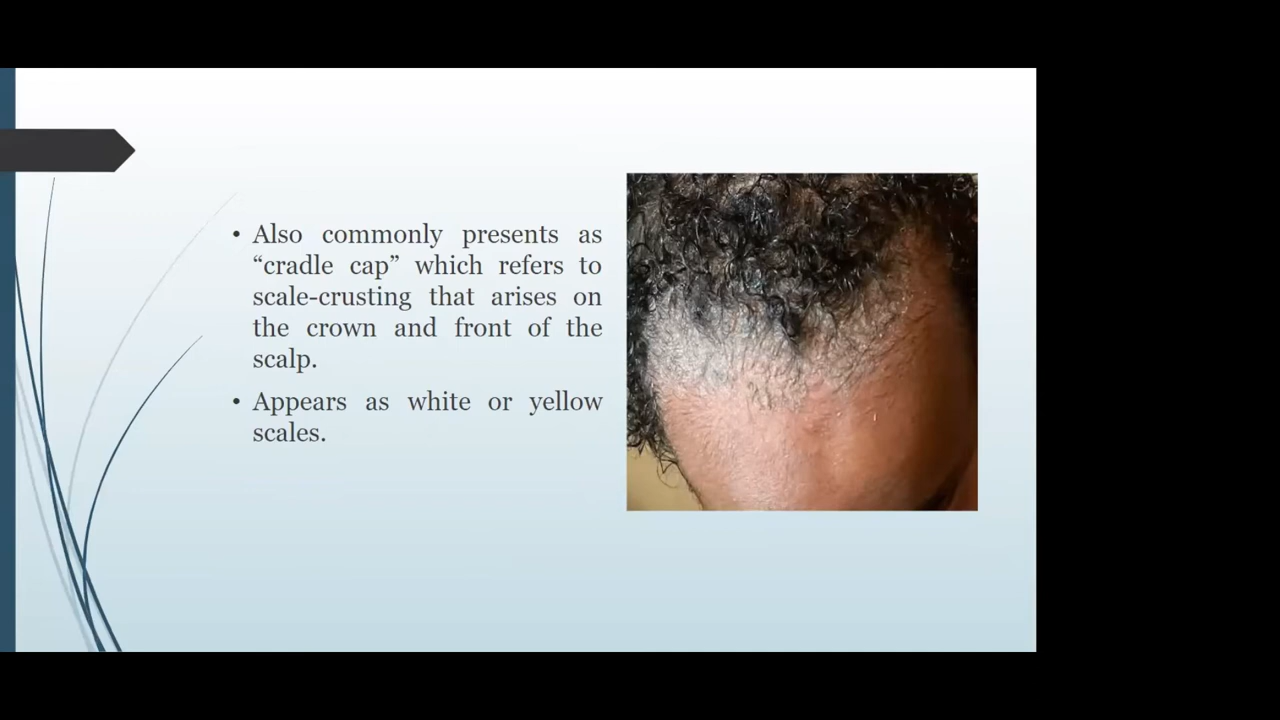 • Also commonly presents as
“cradle cap” which refers to
scale-crusting that arises on
the crown and front of the
scalp.
• Appears as white or yellow
scales.